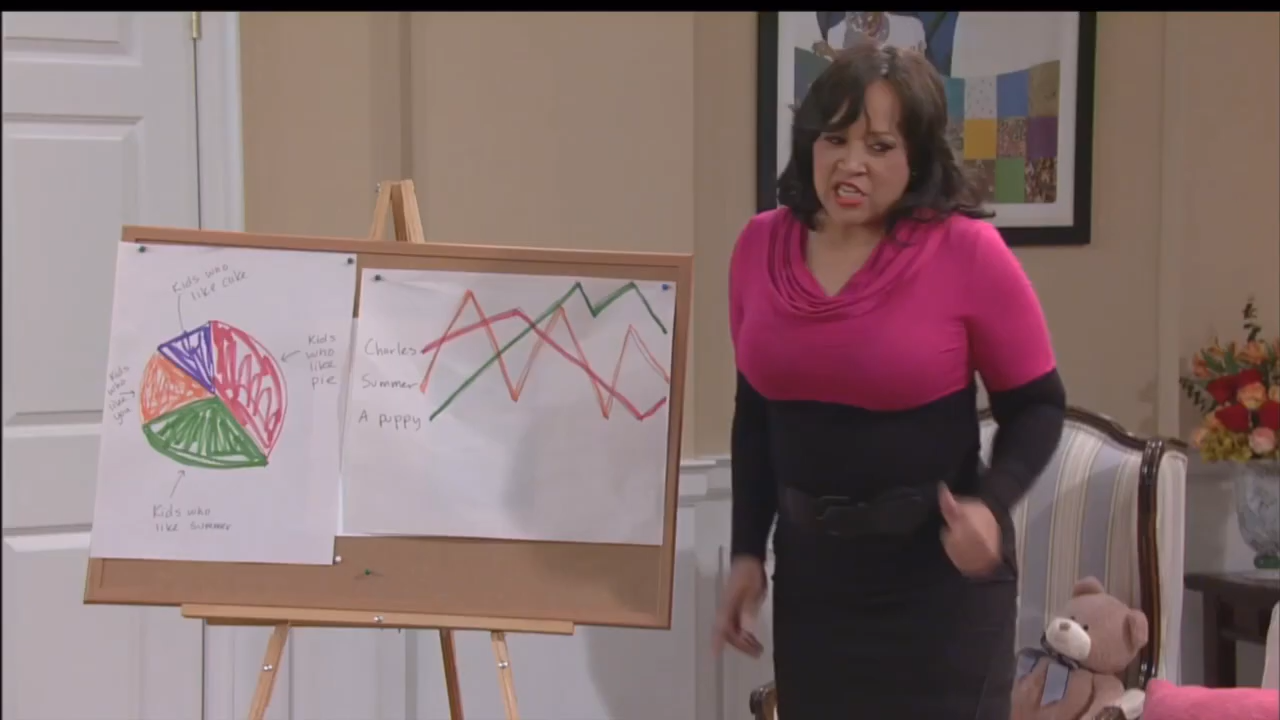 Kids who
like cake
Kids
who
like
pie
Kids
who
like
you
Kids who
like Summer
Charles
Summer
A puppy